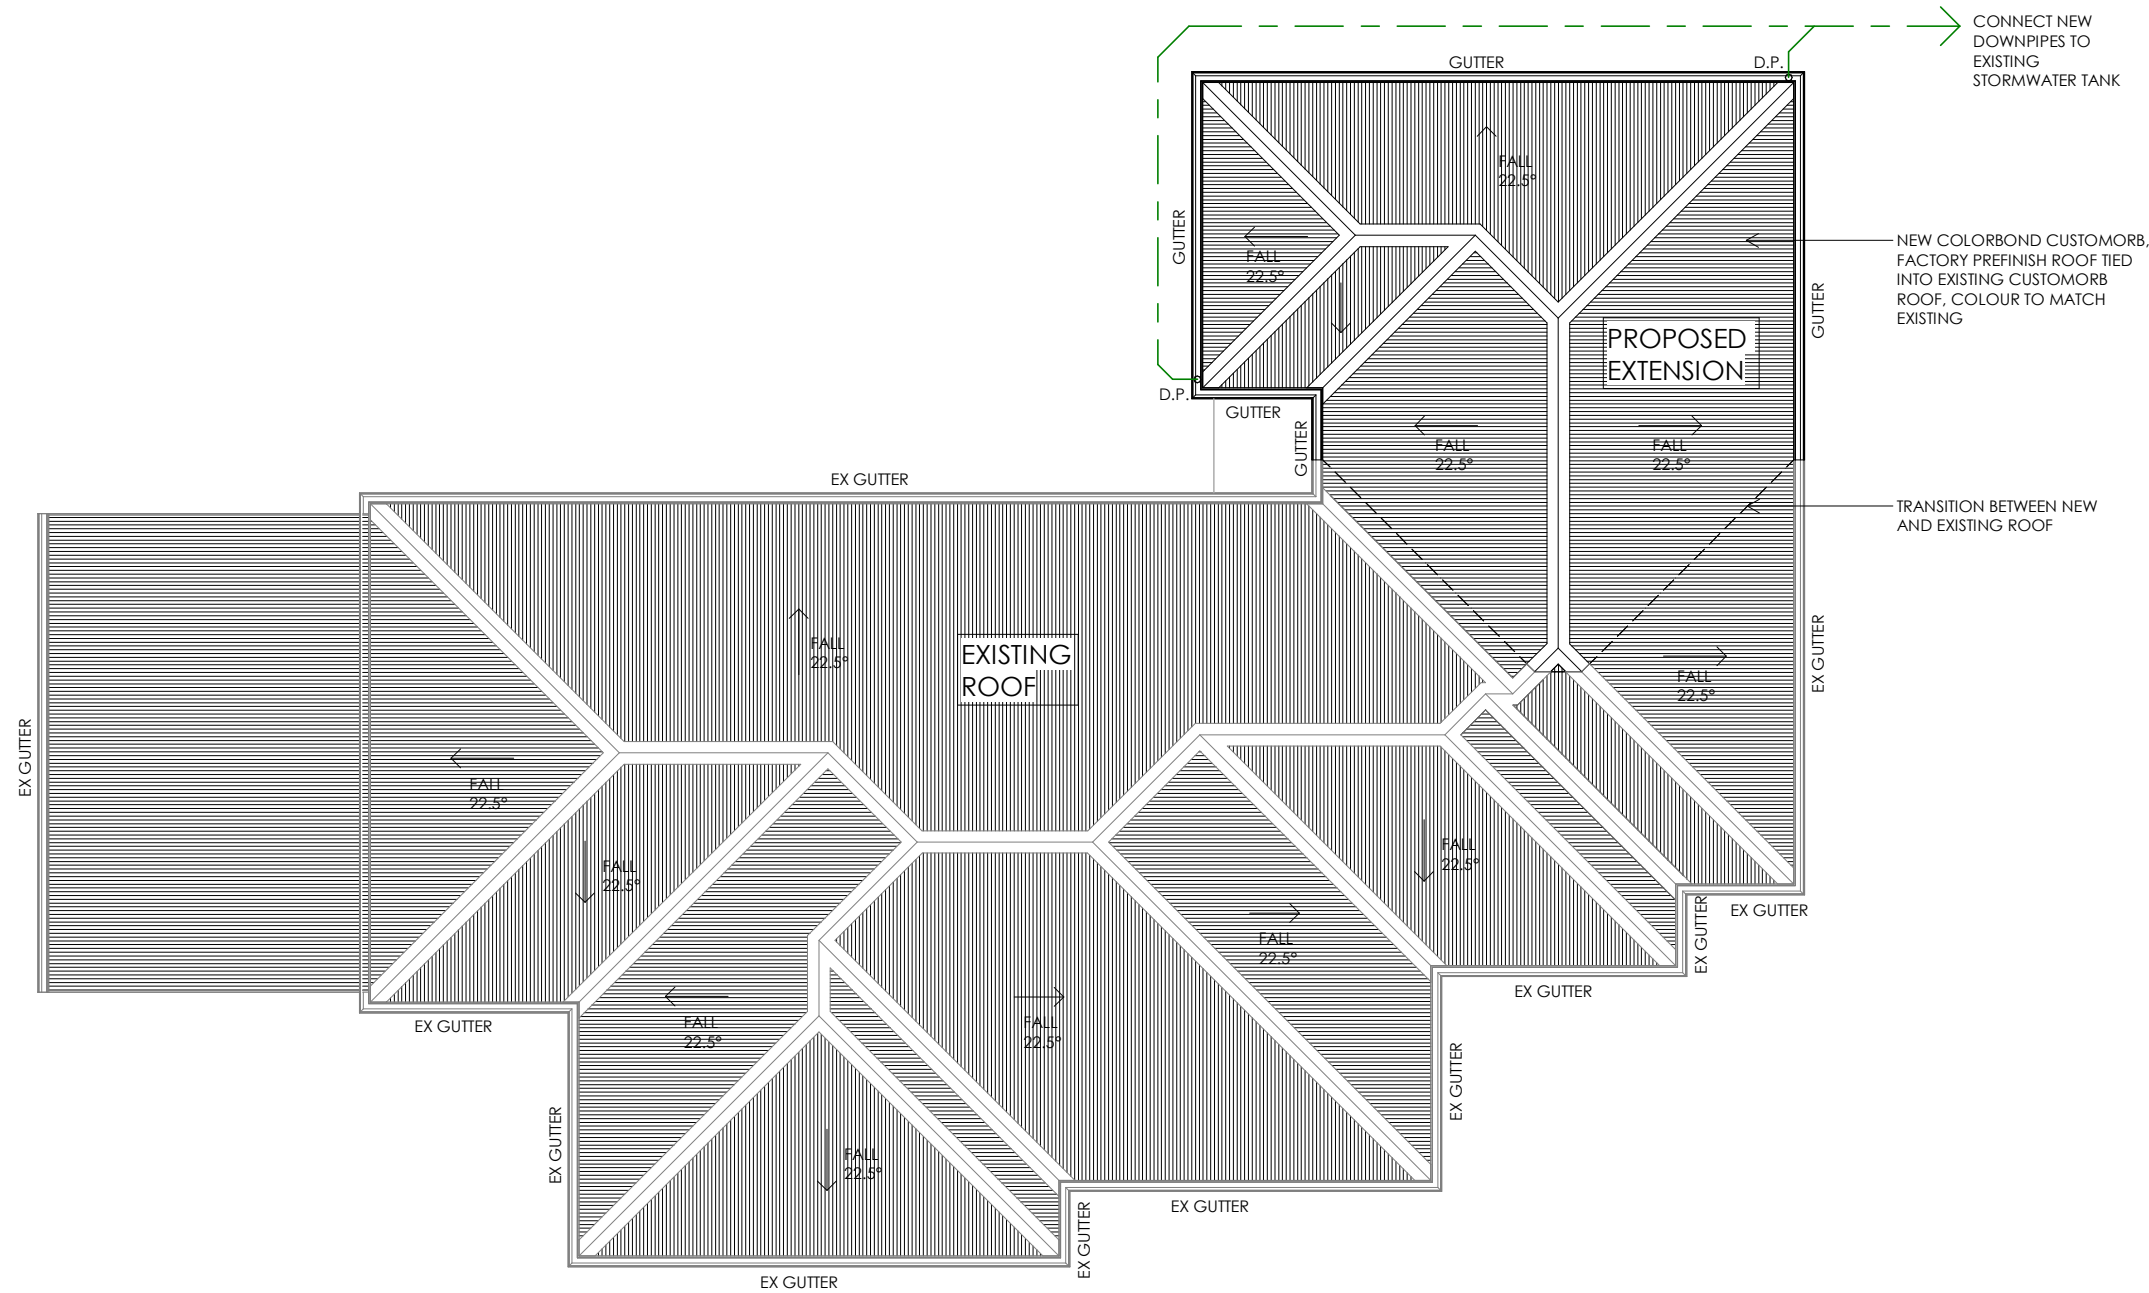 CONNECT NEW
DOWNPIPES TO
EXISTING
STORMWATER TANK
GUTTER
D.P.
FALL
22.5°
GUTTER
FALL
22.5°
NEW COLORBOND CUSTOMORB,
FACTORY PREFINISH ROOF TIED
INTO EXISTING CUSTOMORB
ROOF, COLOUR TO MATCH
EXISTING
GUTTER
PROPOSED
EXTENSION
D.P.
GUTTER
GUTTER
FALL
22.5°
FALL
22.5°
EX GUTTER
TRANSITION BETWEEN NEW
AND EXISTING ROOF
FALL
22.5°
EXISTING
ROOF
FALL
22.5°
EX GUTTER
EX GUTTER
FALL
22.5°
FALL
22.5°
FALL
22.5°
EX GUTTER
EX GUTTER
FALL
22.5°
EX GUTTER
EX GUTTER
FALL
22.5°
FALL
22.5°
EX GUTTER
EX GUTTER
FALL
22.5°
EX GUTTER
EX GUTTER
EX GUTTER